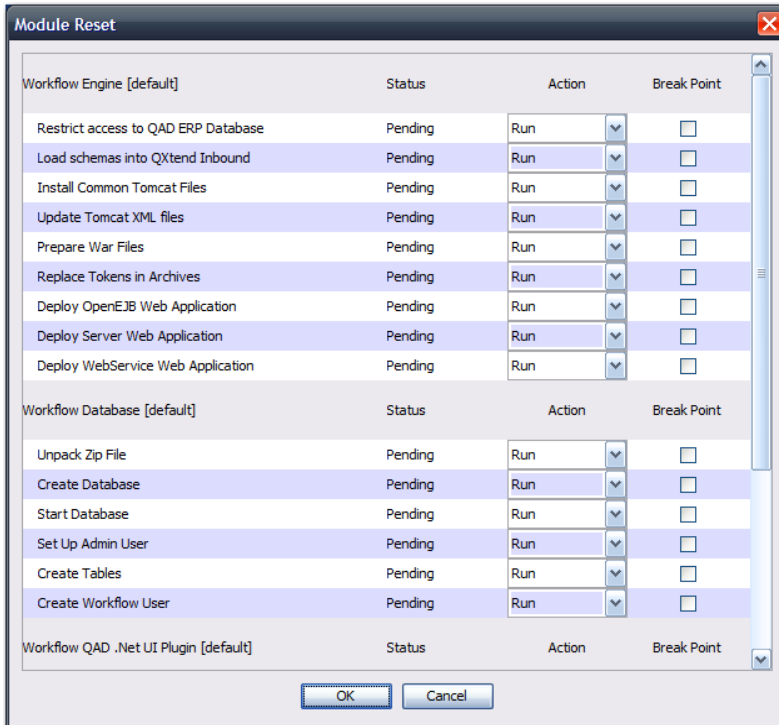 Module Reset
Workflow Engine [default] Status Action Break Point
Restrict access to QAD ERP Database Pending Run
Load schemas into QXtend Inbound Pending Run
Install Common Tomcat Files Pending Run
Update Tomcat XML files Pending Run
Prepare War Files Pending Run
Replace Tokens in Archives Pending Run
Deploy OpenEJB Web Application Pending Run
Deploy Server Web Application Pending Run
Deploy WebService Web Application Pending Run
Workflow Database [default] Status Action Break Point
Unpack Zip File Pending Run
Create Database Pending Run
Start Database Pending Run
Set Up Admin User Pending Run
Create Tables Pending Run
Create Workflow User Pending Run
Workflow QAD .Net UI Plugin [default] Status Action Break Point
OK Cancel